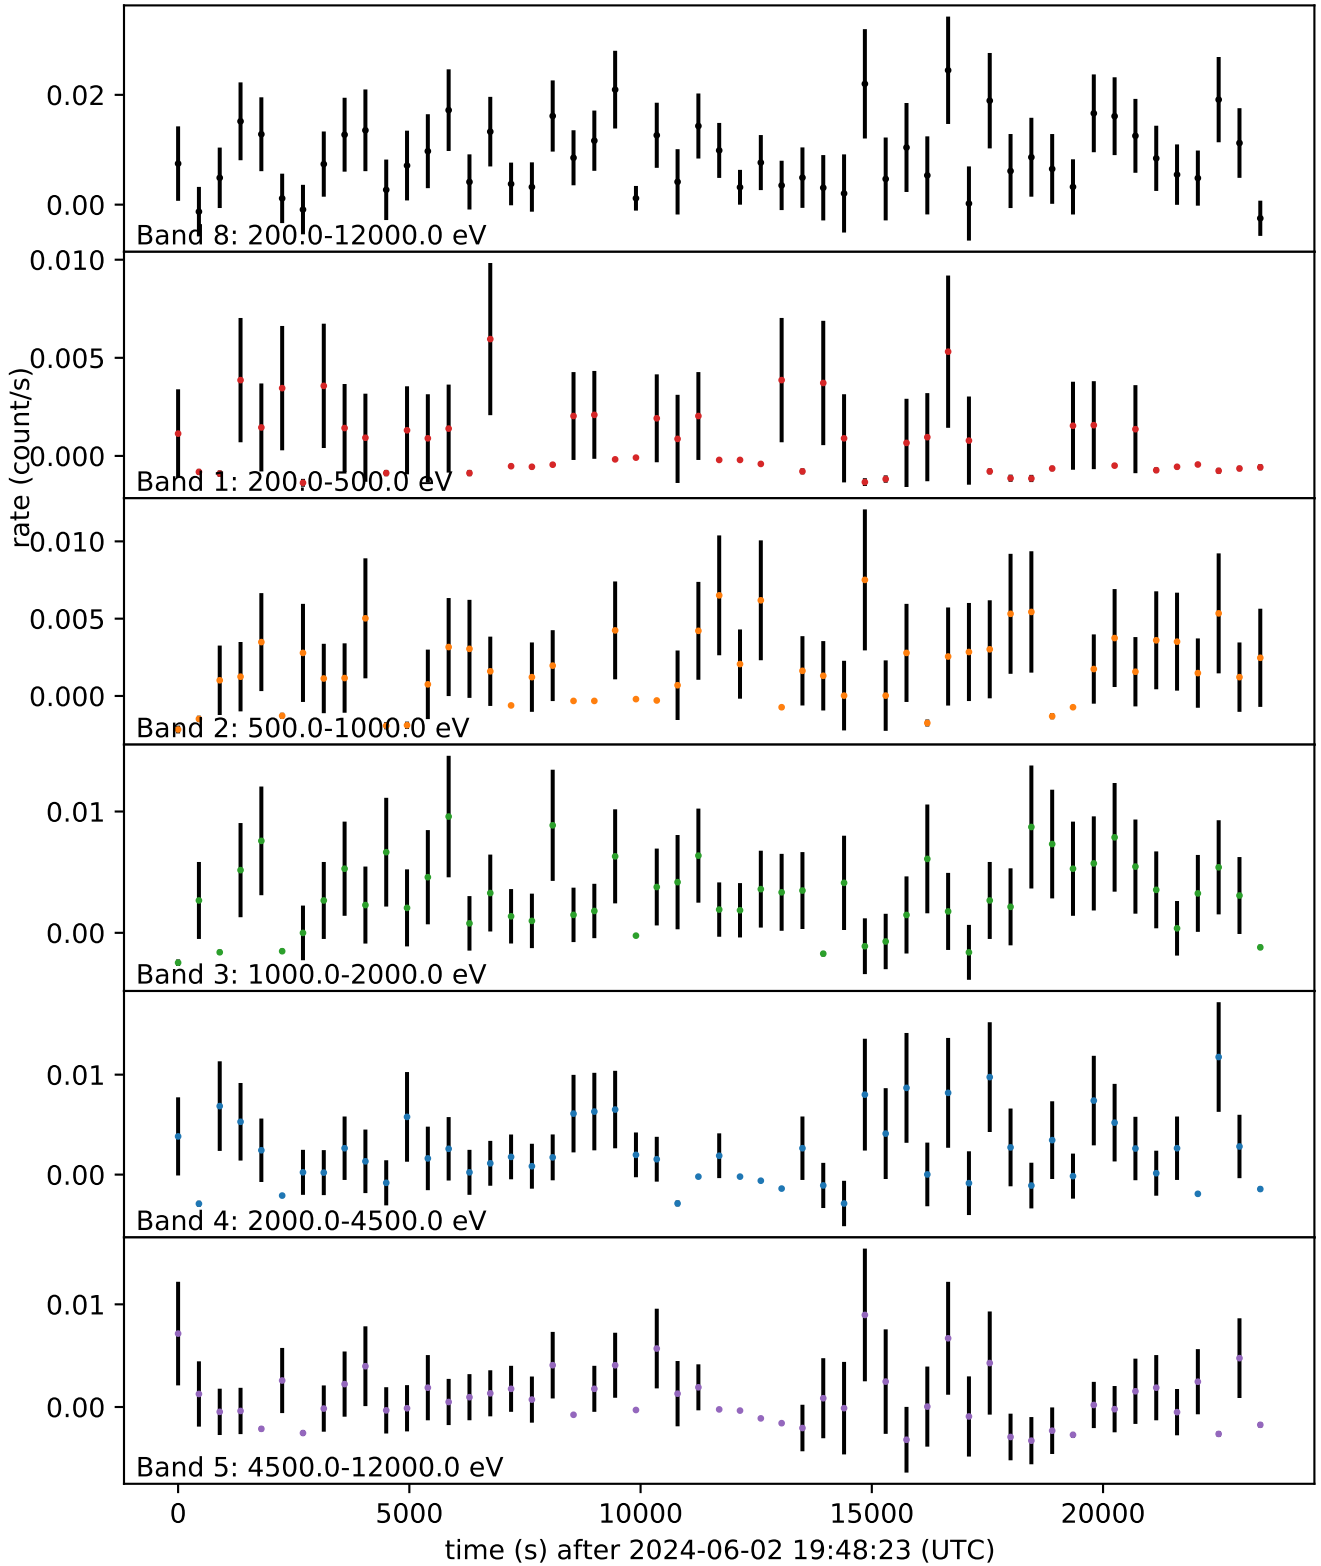 0.02
0.00
Band 8: 200.0-12000.0 eV
0.010
0.005
0.000
Band 1: 200.0-500.0 eV
rate (count/s)
0.010
0.005
0.000
Band 2: 500.0-1000.0 eV
0.01
0.00
Band 3: 1000.0-2000.0 eV
0.01
0.00
Band 4: 2000.0-4500.0 eV
0.01
0.00
Band 5: 4500.0-12000.0 eV
0 5000 10000 15000 20000
time (s) after 2024-06-02 19:48:23 (UTC)